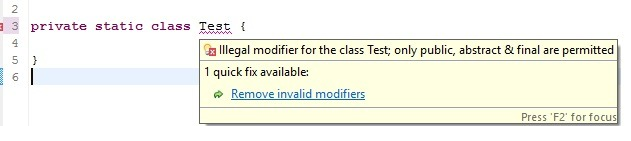 2
3 private static class Test {
4
5 }
6
Illegal modifier for the class Test; only public, abstract & final are permitted
1 quick fix available:
Remove invalid modifiers
Press 'F2' for focus